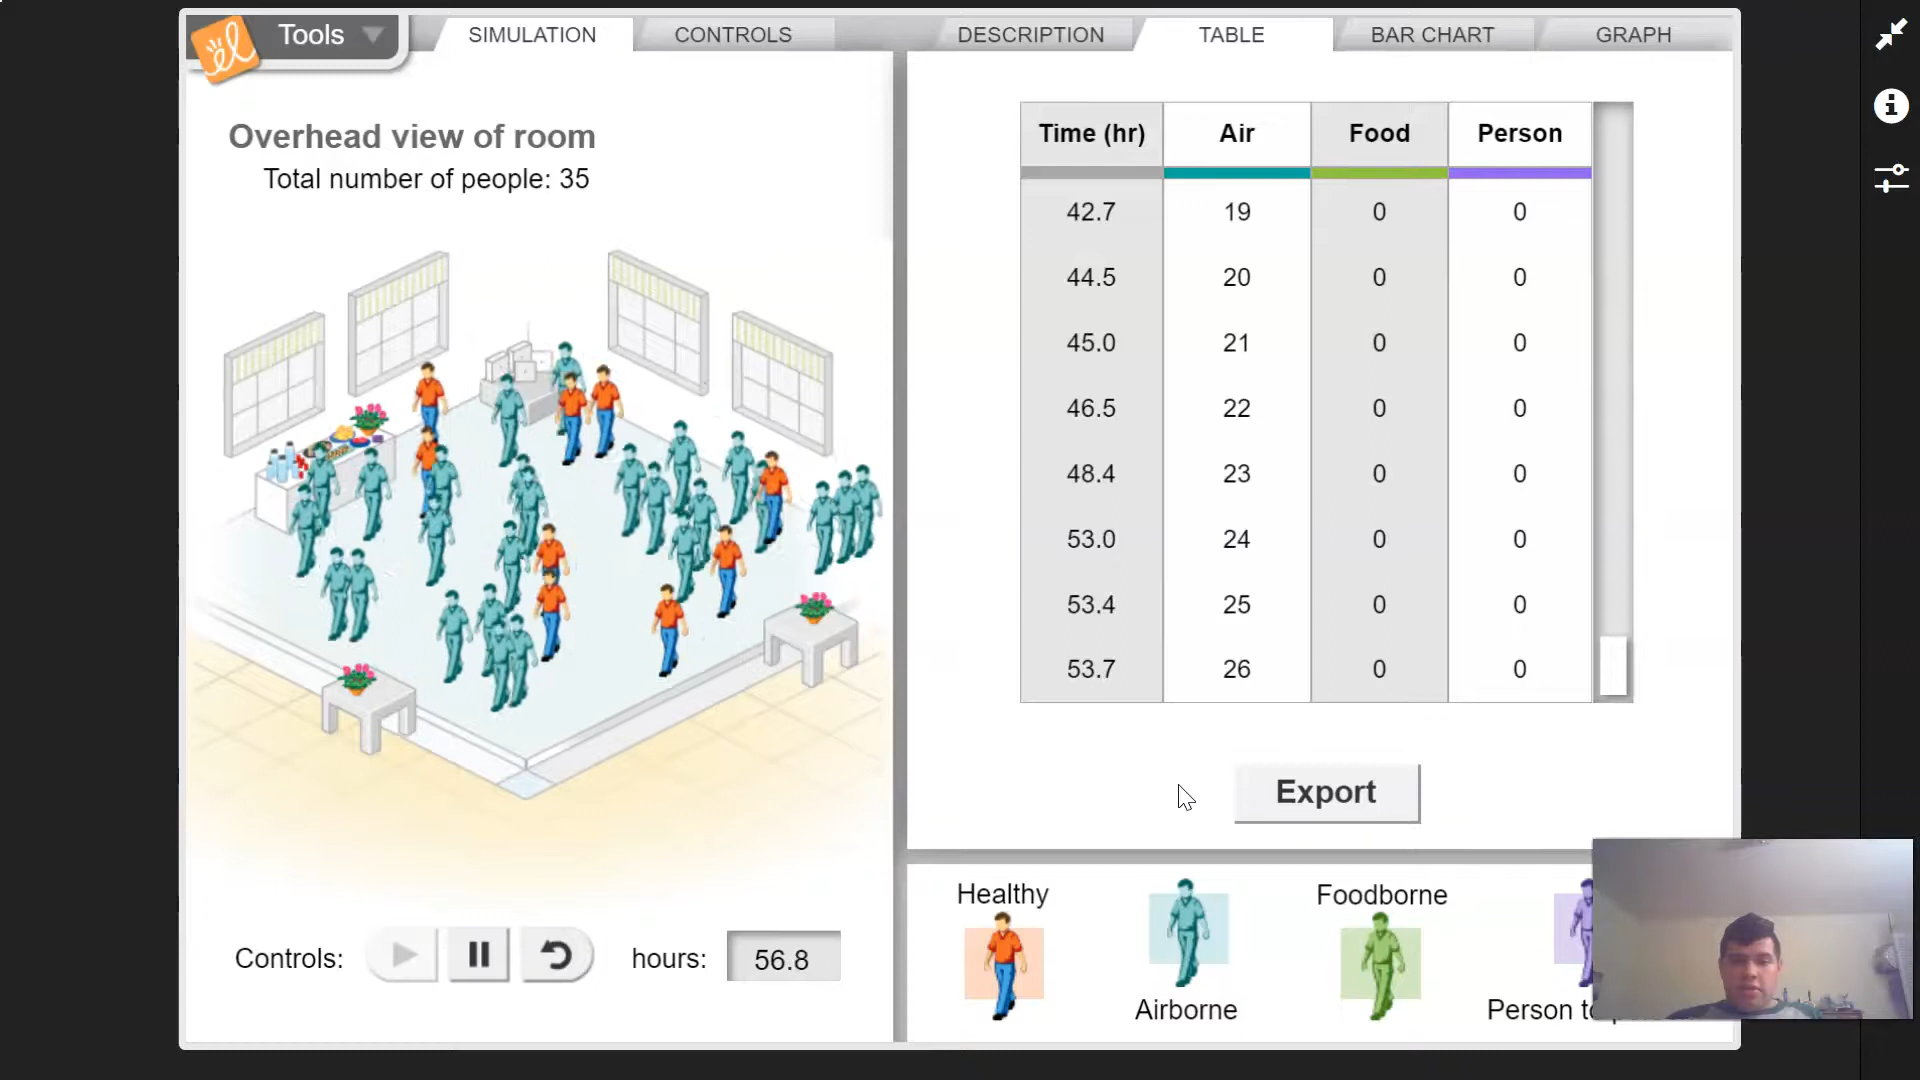 Tools
SIMULATION
CONTROLS
DESCRIPTION
TABLE
BAR CHART
GRAPH
Overhead view of room
Total number of people: 35
Time (hr) Air Food Person
42.7 19 0 0
44.5 20 0 0
45.0 21 0 0
46.5 22 0 0
48.4 23 0 0
53.0 24 0 0
53.4 25 0 0
53.7 26 0 0
Export
Healthy
Airborne
Foodborne
Person
Controls:
hours: 56.8